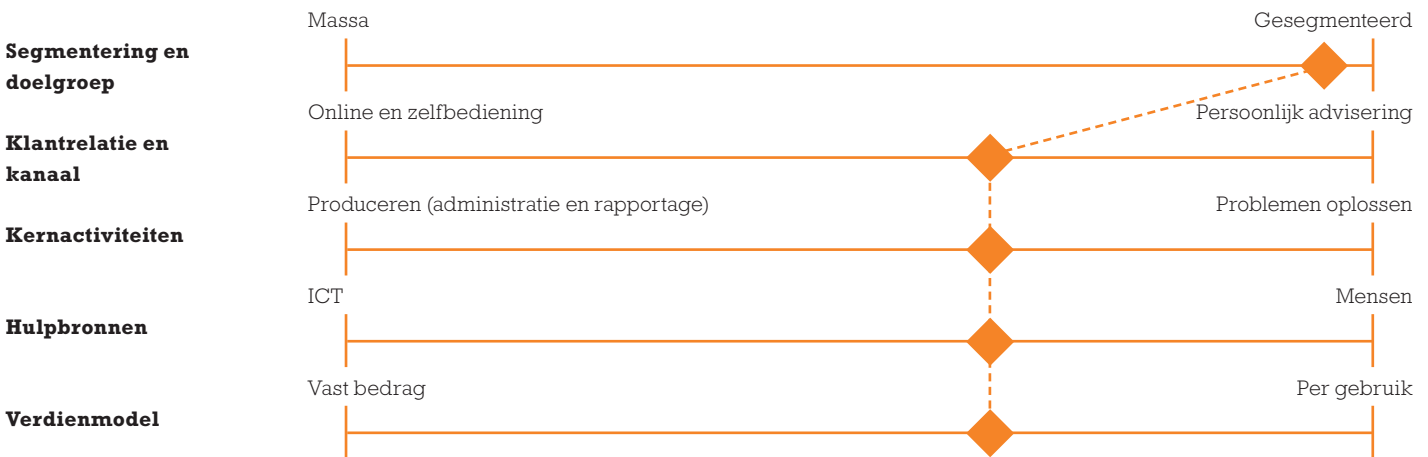 Massa
Gesegmenteerd
Segmentering en
doelgroep
Online en zelfbediening
Persoonlijk advisering
Klantrelatie en
kanaal
Produceren (administratie en rapportage)
Problemen oplossen
Kernactiviteiten
ICT
Mensen
Hulpbronnen
Vast bedrag
Per gebruik
Verdienmodel